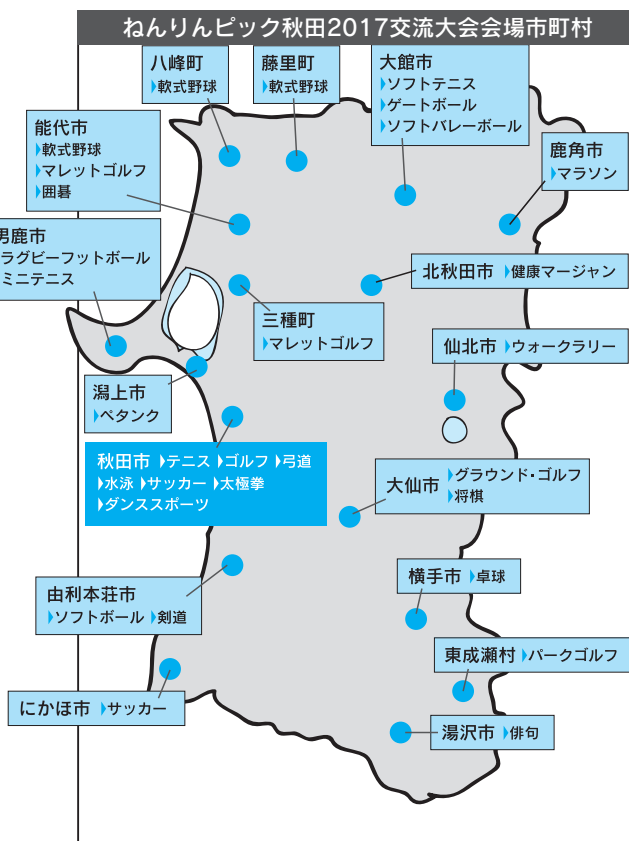 ねんりんピック秋田2017交流大会会場市町村
八峰町
軟式野球
藤里町
軟式野球
大館市
ソフトテニス
ゲートボール
ソフトバレーボール
能代市
軟式野球
マレットゴルフ
囲碁
鹿角市
マラソン
男鹿市
ラグビーフットボール
ミニテニス
北秋田市 健康マージャン
三種町
マレットゴルフ
仙北市 ウォークラリー
潟上市
ペタンク
秋田市 テニス ゴルフ 弓道
水泳 サッカー 太極拳
ダンススポーツ
大仙市 グラウンド・ゴルフ
将棋
横手市 卓球
由利本荘市
ソフトボール 剣道
東成瀬村 パークゴルフ
にかほ市 サッカー
湯沢市 俳句